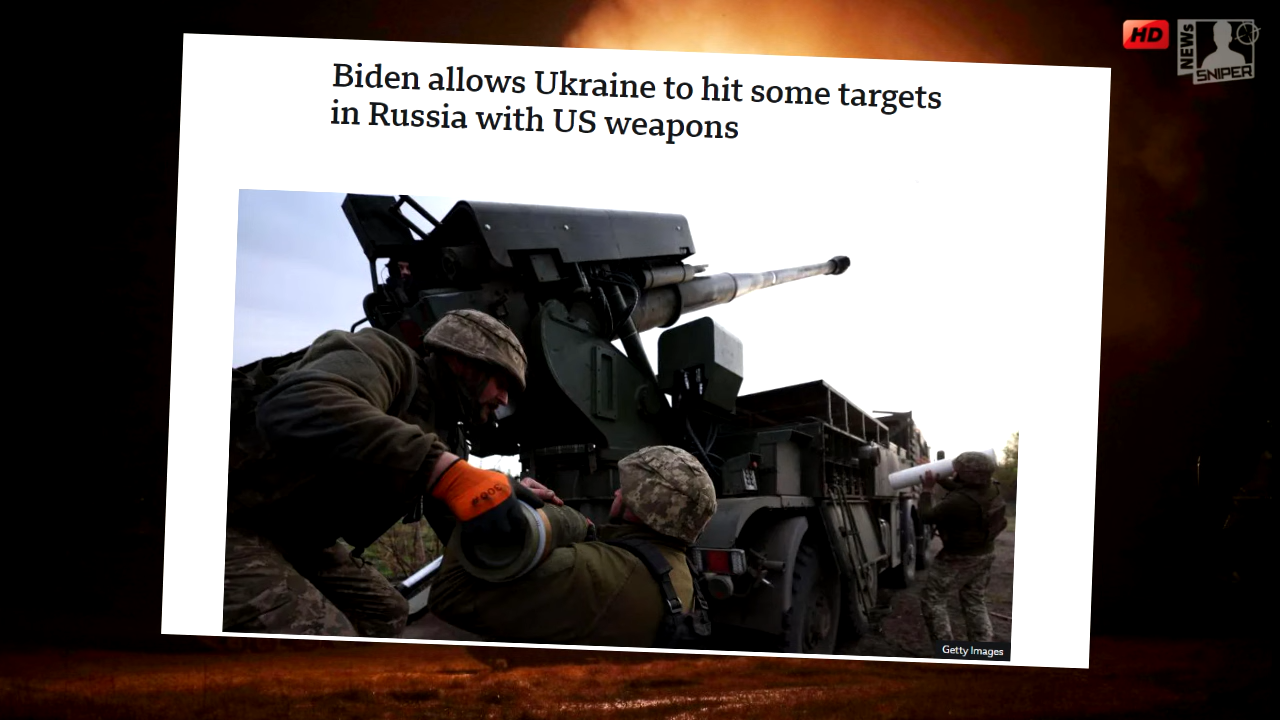 HD
NEWS
SNIPER
Biden allows Ukraine to hit some targets
in Russia with US weapons
Getty Images